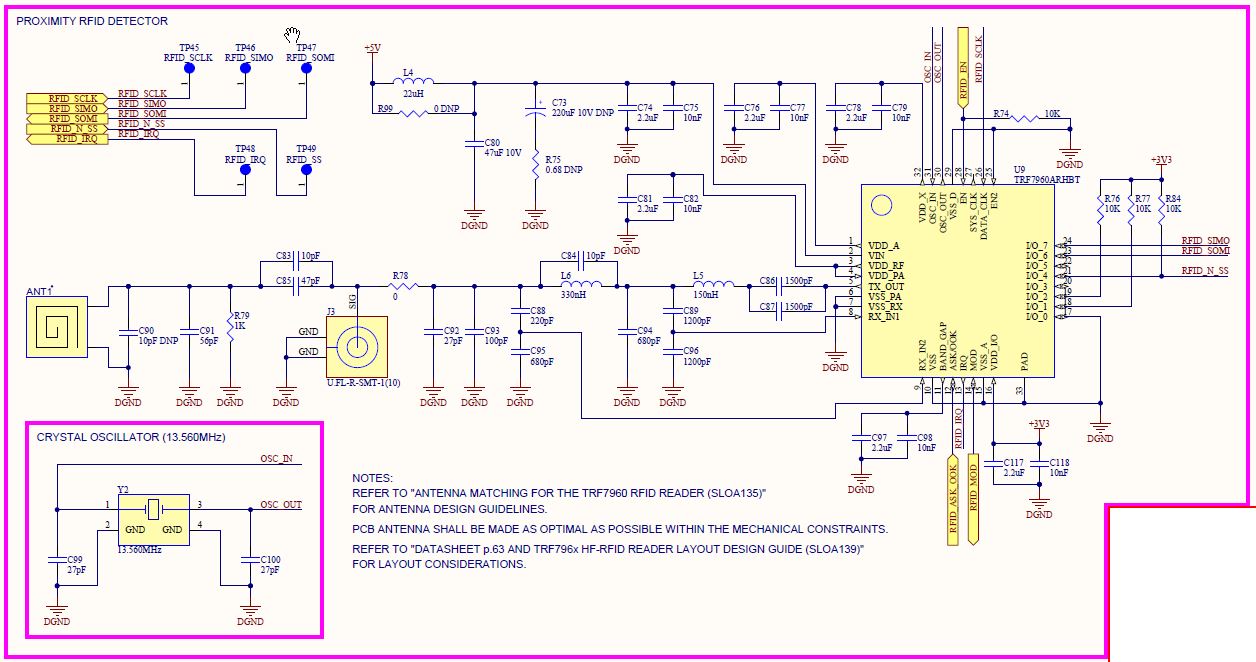 PROXIMITY RFID DETECTOR
TP45
RFID_SCLK
TP46
RFID_SIMO
TP47
RFID_SOMI
1
1
1
RFID_SCLK RFID_SCLK
RFID_SIMO RFID_SIMO
RFID_SOMI RFID_SOMI
RFID_N_SS RFID_N_SS
RFID_IRQ RFID_IRQ
TP48
RFID_IRQ
TP49
RFID_SS
1
1
+5V
L4
22uH
R99 0 DNP
C73
220uF 10V DNP
C80
47uF 10V
R75
0.68 DNP
DGND
DGND
C74
2.2uF
C75
10nF
DGND
C76
2.2uF
C77
10nF
DGND
C78
2.2uF
C79
10nF
DGND
C81
2.2uF
C82
10nF
DGND
OSC_IN
OSC_OUT
RFID_EN
RFID_SCLK
R74 10K
DGND
+3V3
R76
10K
R77
10K
R84
10K
U9
TRF7960ARHBT
32 VDD_X
31 OSC_IN
30 OSC_OUT
29 VSS_D
28 EN
27 SYS_CLK
26 DATA_CLK
25 EN2
1 VDD_A
2 VIN
3 VDD_RF
4 VDD_PA
5 TX_OUT
6 VSS_PA
7 VSS_RX
8 RX_IN1
I/O_7 24 RFID_SIMO
I/O_6 23 RFID_SOMI
I/O_5 22
I/O_4 21 RFID_N_SS
I/O_3 20
I/O_2 19
I/O_1 18
I/O_0 17
RX_IN2 9
VSS 10
BAND_GAP 11
ASK/OOK 12
IRQ 13
MOD 14
VSS_A 15
VDD_I/O 16
PAD 33
DGND
DGND
ANT1
C90
10pF DNP
C91
56pF
R79
1K
C83 10pF
C85 47pF
R78
0
SIG
J3
GND
GND
U.FL-R-SMT-1(10)
DGND
DGND
DGND
DGND
C92
27pF
C93
100pF
C84 10pF
L6
330nH
C88
220pF
C95
680pF
DGND
DGND
DGND
L5
150nH
C94
680pF
C89
1200pF
C96
1200pF
C86 1500pF
C87 1500pF
DGND
DGND
C97
2.2uF
C98
10nF
DGND
RFID_IRQ
RFID_ASK_OOK
RFID_MOD
+3V3
C117
2.2uF
C118
10nF
DGND
CRYSTAL OSCILLATOR (13.560MHz)
OSC_IN
Y2
1
3
OSC_OUT
2
GND GND
4
13.560MHz
C99
27pF
C100
27pF
DGND
DGND
NOTES:
REFER TO "ANTENNA MATCHING FOR THE TRF7960 RFID READER (SLOA135)"
FOR ANTENNA DESIGN GUIDELINES.
PCB ANTENNA SHALL BE MADE AS OPTIMAL AS POSSIBLE WITHIN THE MECHANICAL CONSTRAINTS.
REFER TO "DATASHEET p.63 AND TRF796x HF-RFID READER LAYOUT DESIGN GUIDE (SLOA139)"
FOR LAYOUT CONSIDERATIONS.